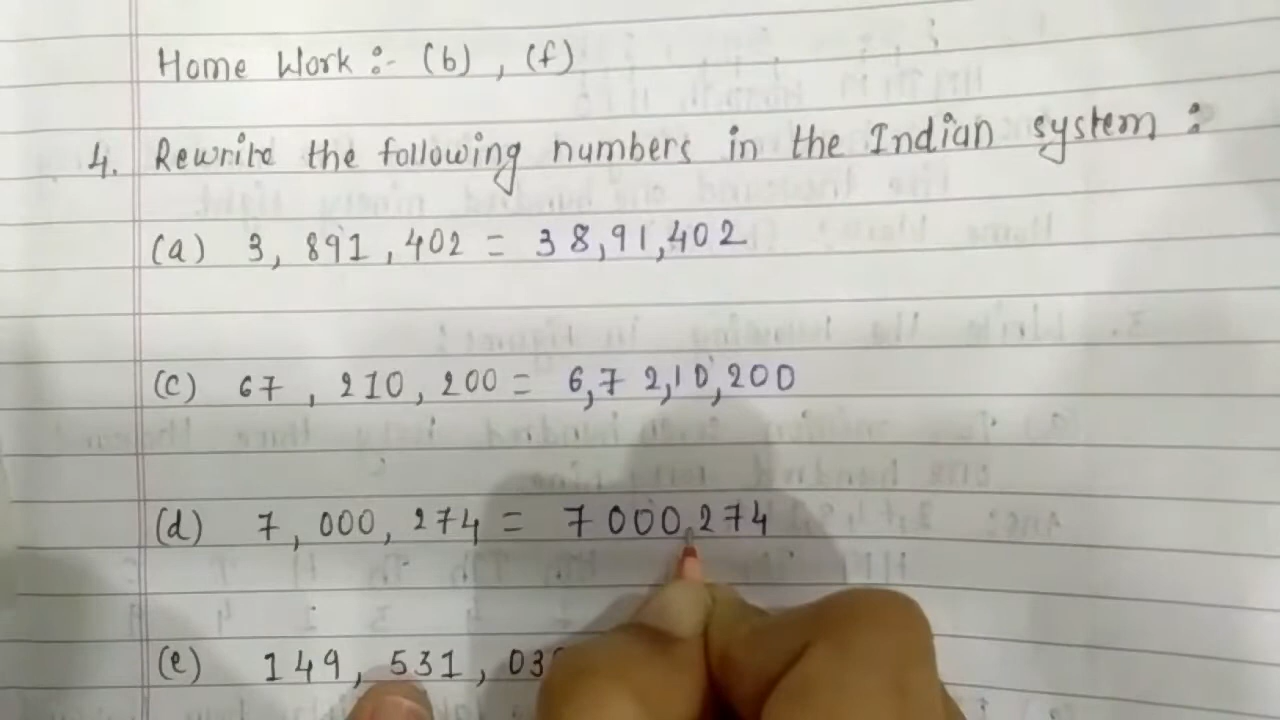 Home Work :- (b) , (f)
4. Rewrite the following numbers in the Indian system :
(a) 3, 891, 402 = 38,91,402
(c) 67, 210, 200 = 6,72,10,200
(d) 7, 000, 274 = 7000,274
(e) 149, 531,